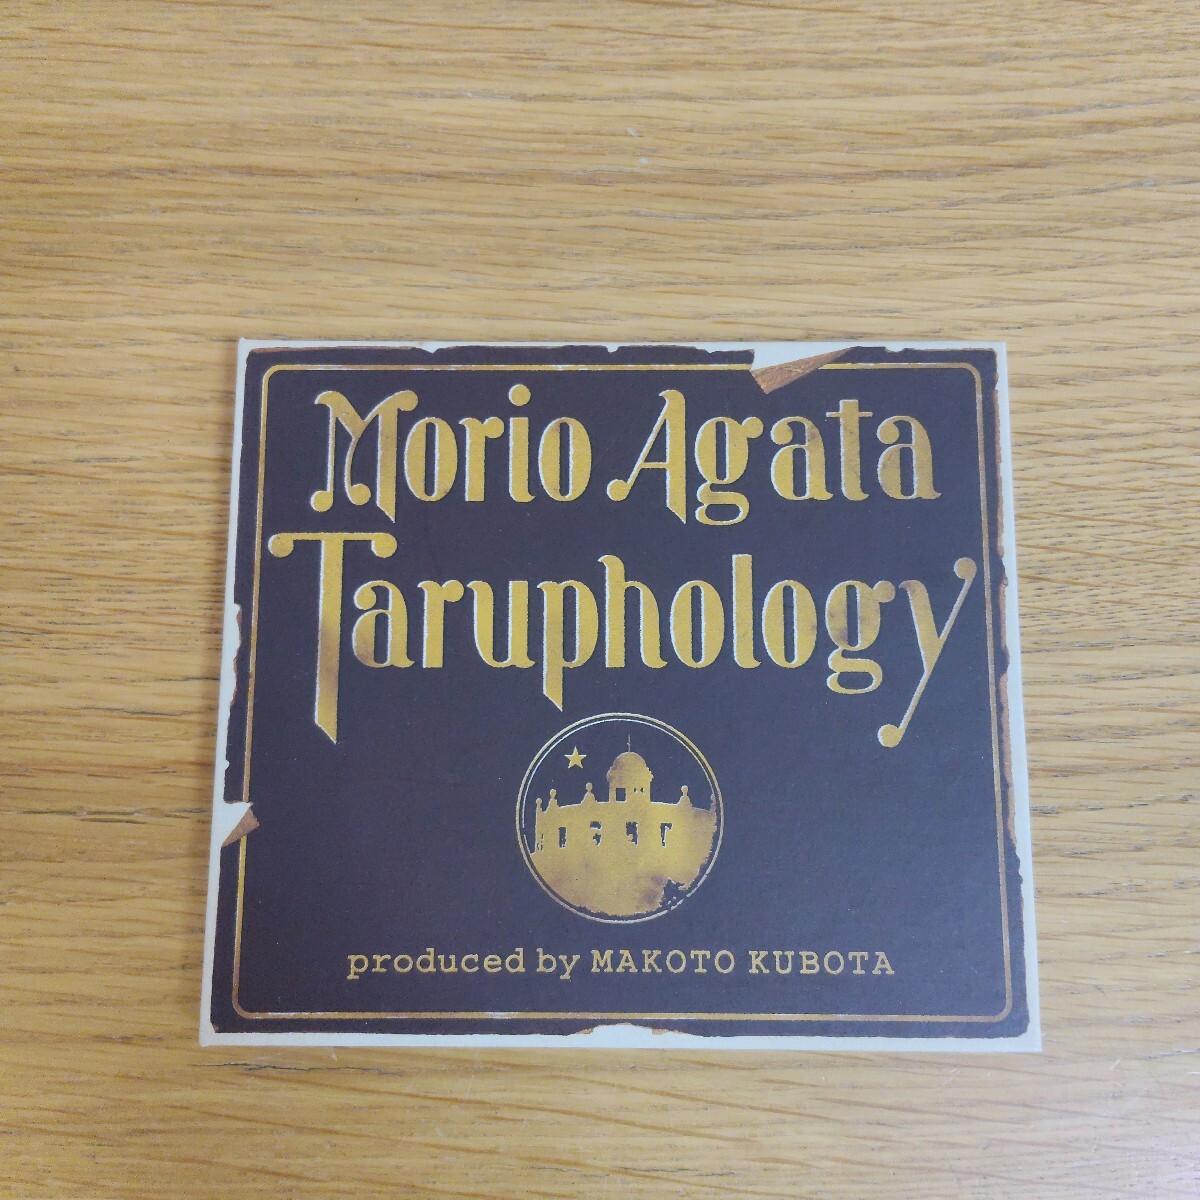 Morio Agata
Taruphology
produced by MAKOTO KUBOTA